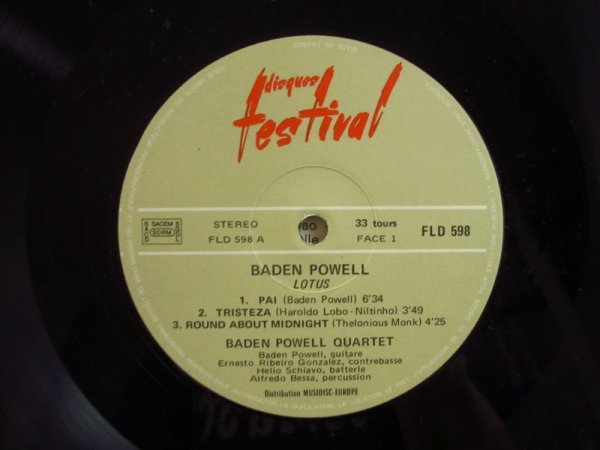 disques
festival
SACEM
SDRM
STEREO
33 tours
FLD 598 A
FACE 1
FLD 598
BADEN POWELL
LOTUS
1. PAI (Baden Powell) 6'34
2. TRISTEZA (Haroldo Lobo - Niltinho) 3'49
3. ROUND ABOUT MIDNIGHT (Thelonious Monk) 4'25
BADEN POWELL QUARTET
Baden Powell, guitare
Ernesto Ribeiro Gonzalez, contrebasse
Helio Schiavo, batterie
Alfredo Bessa, percussion
Distribution MUSIDISC-EUROPE